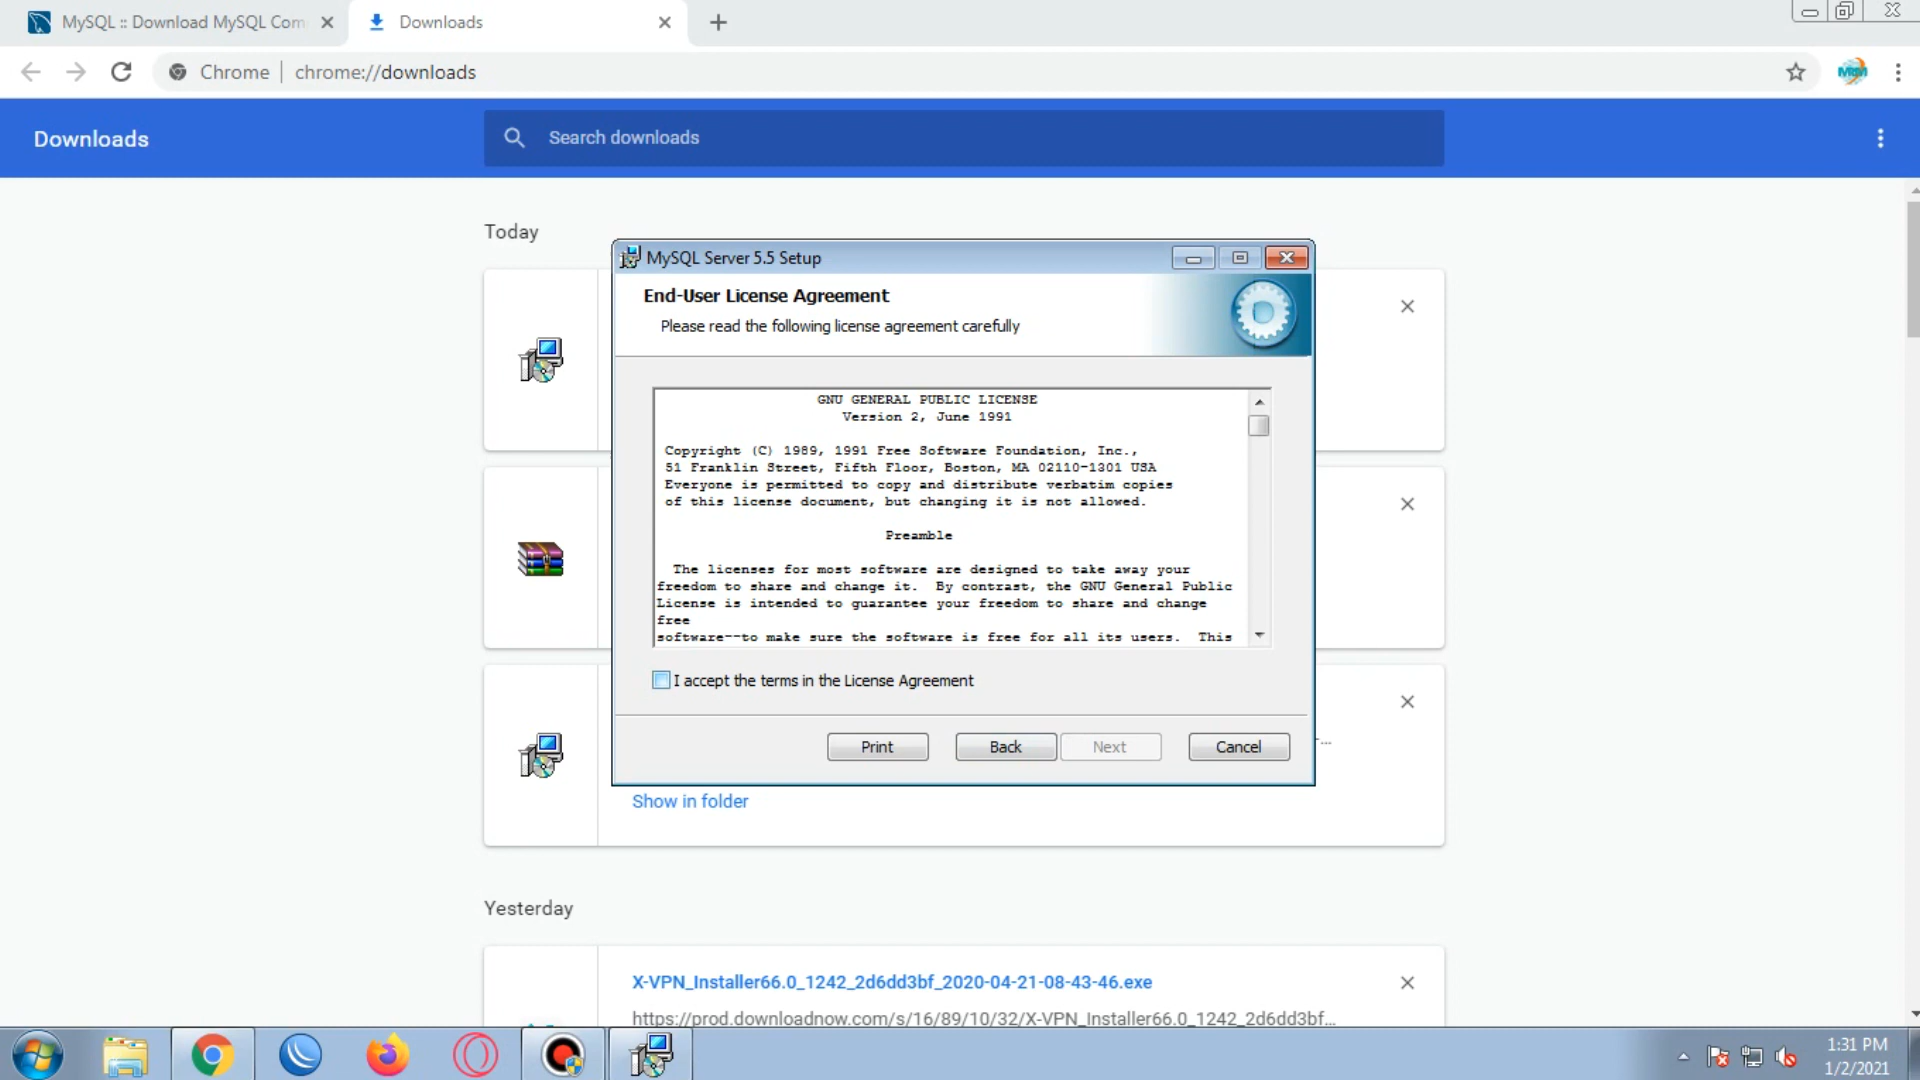 MySQL :: Download MySQL Com
Downloads
Chrome
chrome://downloads
Downloads
Search downloads
Today
MySQL Server 5.5 Setup
End-User License Agreement
Please read the following license agreement carefully
GNU GENERAL PUBLIC LICENSE
Version 2, June 1991
Copyright (C) 1989, 1991 Free Software Foundation, Inc.,
51 Franklin Street, Fifth Floor, Boston, MA 02110-1301 USA
Everyone is permitted to copy and distribute verbatim copies
of this license document, but changing it is not allowed.
Preamble
The licenses for most software are designed to take away your
freedom to share and change it. By contrast, the GNU General Public
License is intended to guarantee your freedom to share and change
free
software--to make sure the software is free for all its users. This
I accept the terms in the License Agreement
Print
Back
Next
Cancel
Show in folder
Yesterday
X-VPN_Installer66.0_1242_2d6dd3bf_2020-04-21-08-43-46.exe
https://prod.downloadnow.com/s/16/89/10/32/X-VPN_Installer66.0_1242_2d6dd3bf...
1:31 PM
1/2/2021